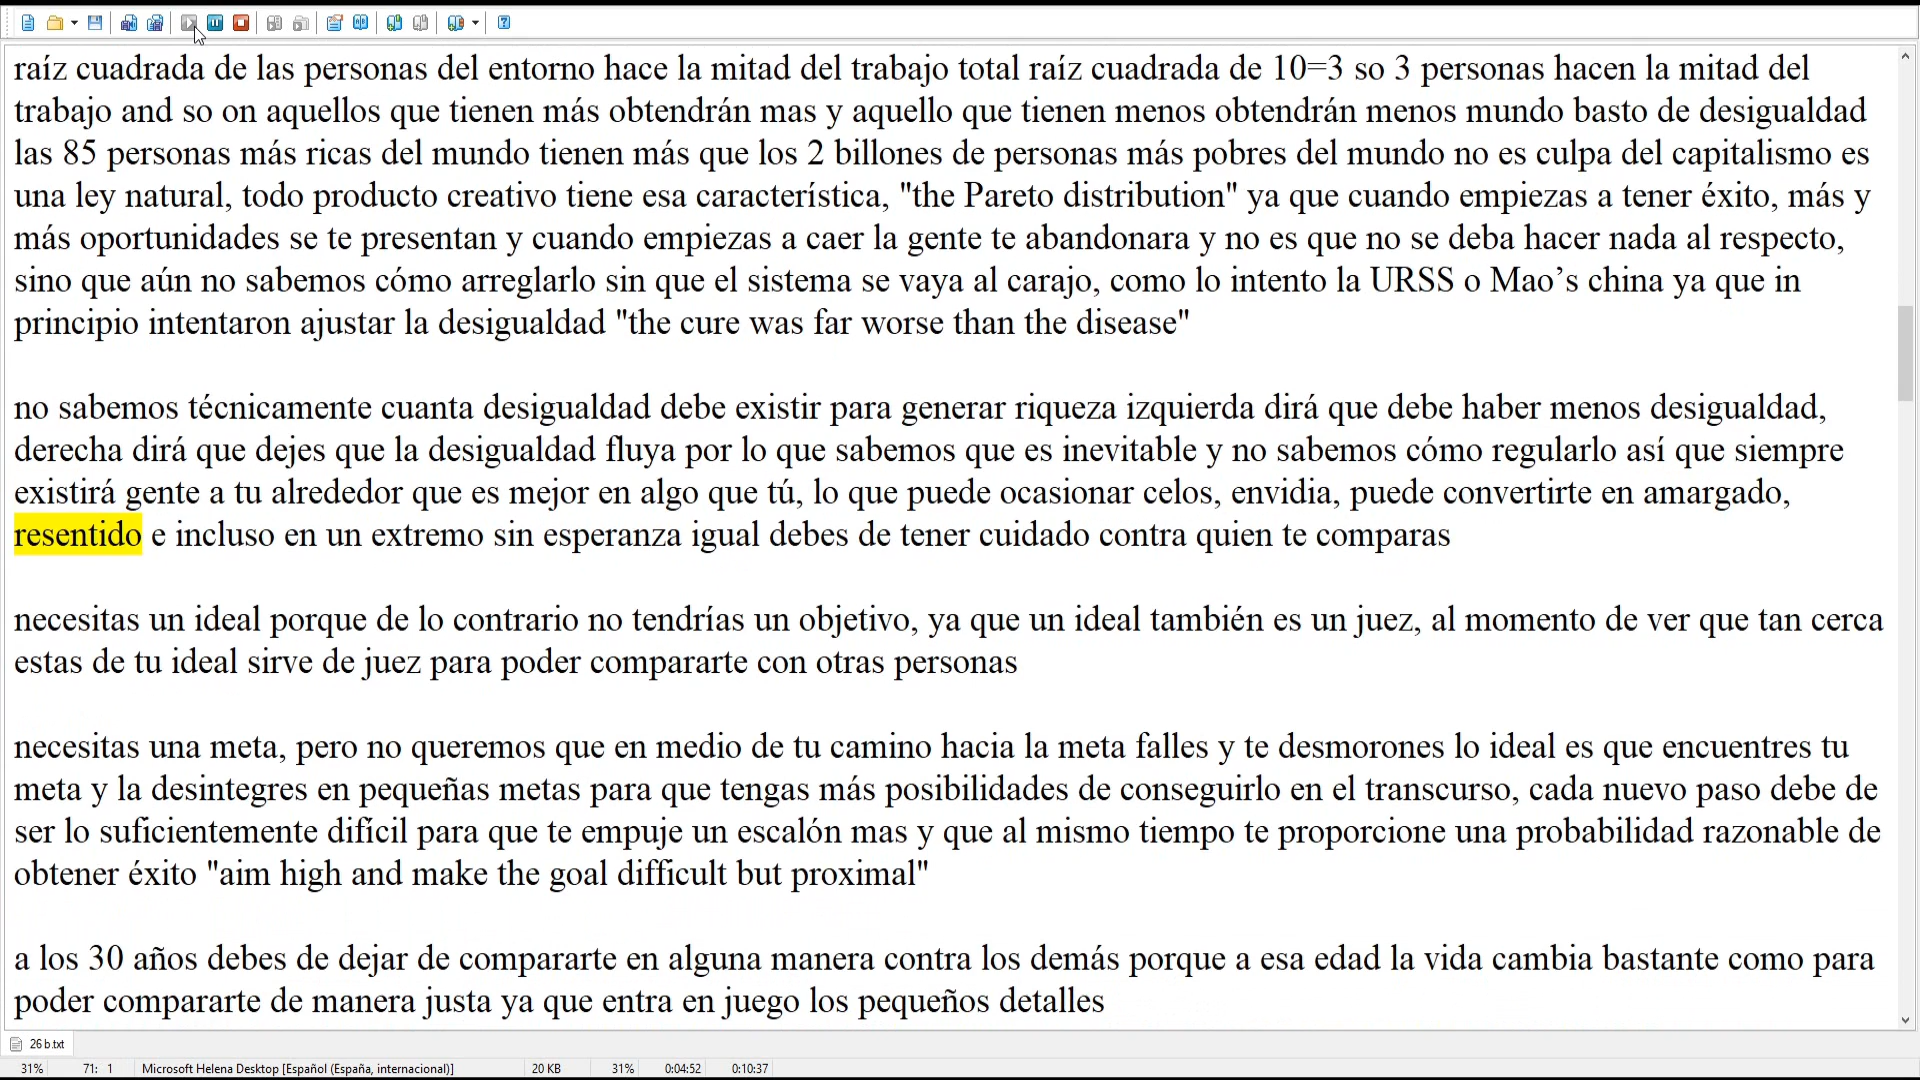 raíz cuadrada de las personas del entorno hace la mitad del trabajo total raíz cuadrada de 10=3 so 3 personas hacen la mitad del
trabajo and so on aquellos que tienen más obtendrán mas y aquello que tienen menos obtendrán menos mundo basto de desigualdad
las 85 personas más ricas del mundo tienen más que los 2 billones de personas más pobres del mundo no es culpa del capitalismo es
una ley natural, todo producto creativo tiene esa característica, "the Pareto distribution" ya que cuando empiezas a tener éxito, más y
más oportunidades se te presentan y cuando empiezas a caer la gente te abandonara y no es que no se deba hacer nada al respecto,
sino que aún no sabemos cómo arreglarlo sin que el sistema se vaya al carajo, como lo intento la URSS o Mao’s china ya que in
principio intentaron ajustar la desigualdad "the cure was far worse than the disease"
no sabemos técnicamente cuanta desigualdad debe existir para generar riqueza izquierda dirá que debe haber menos desigualdad,
derecha dirá que dejes que la desigualdad fluya por lo que sabemos que es inevitable y no sabemos cómo regularlo así que siempre
existirá gente a tu alrededor que es mejor en algo que tú, lo que puede ocasionar celos, envidia, puede convertirte en amargado,
resentido e incluso en un extremo sin esperanza igual debes de tener cuidado contra quien te comparas
necesitas un ideal porque de lo contrario no tendrías un objetivo, ya que un ideal también es un juez, al momento de ver que tan cerca
estas de tu ideal sirve de juez para poder compararte con otras personas
necesitas una meta, pero no queremos que en medio de tu camino hacia la meta falles y te desmorones lo ideal es que encuentres tu
meta y la desintegres en pequeñas metas para que tengas más posibilidades de conseguirlo en el transcurso, cada nuevo paso debe de
ser lo suficientemente difícil para que te empuje un escalón mas y que al mismo tiempo te proporcione una probabilidad razonable de
obtener éxito "aim high and make the goal difficult but proximal"
a los 30 años debes de dejar de compararte en alguna manera contra los demás porque a esa edad la vida cambia bastante como para
poder compararte de manera justa ya que entra en juego los pequeños detalles
26 b.txt
31% 71: 1 Microsoft Helena Desktop [Español (España, internacional)] 20 KB 31% 0:04:52 0:10:37